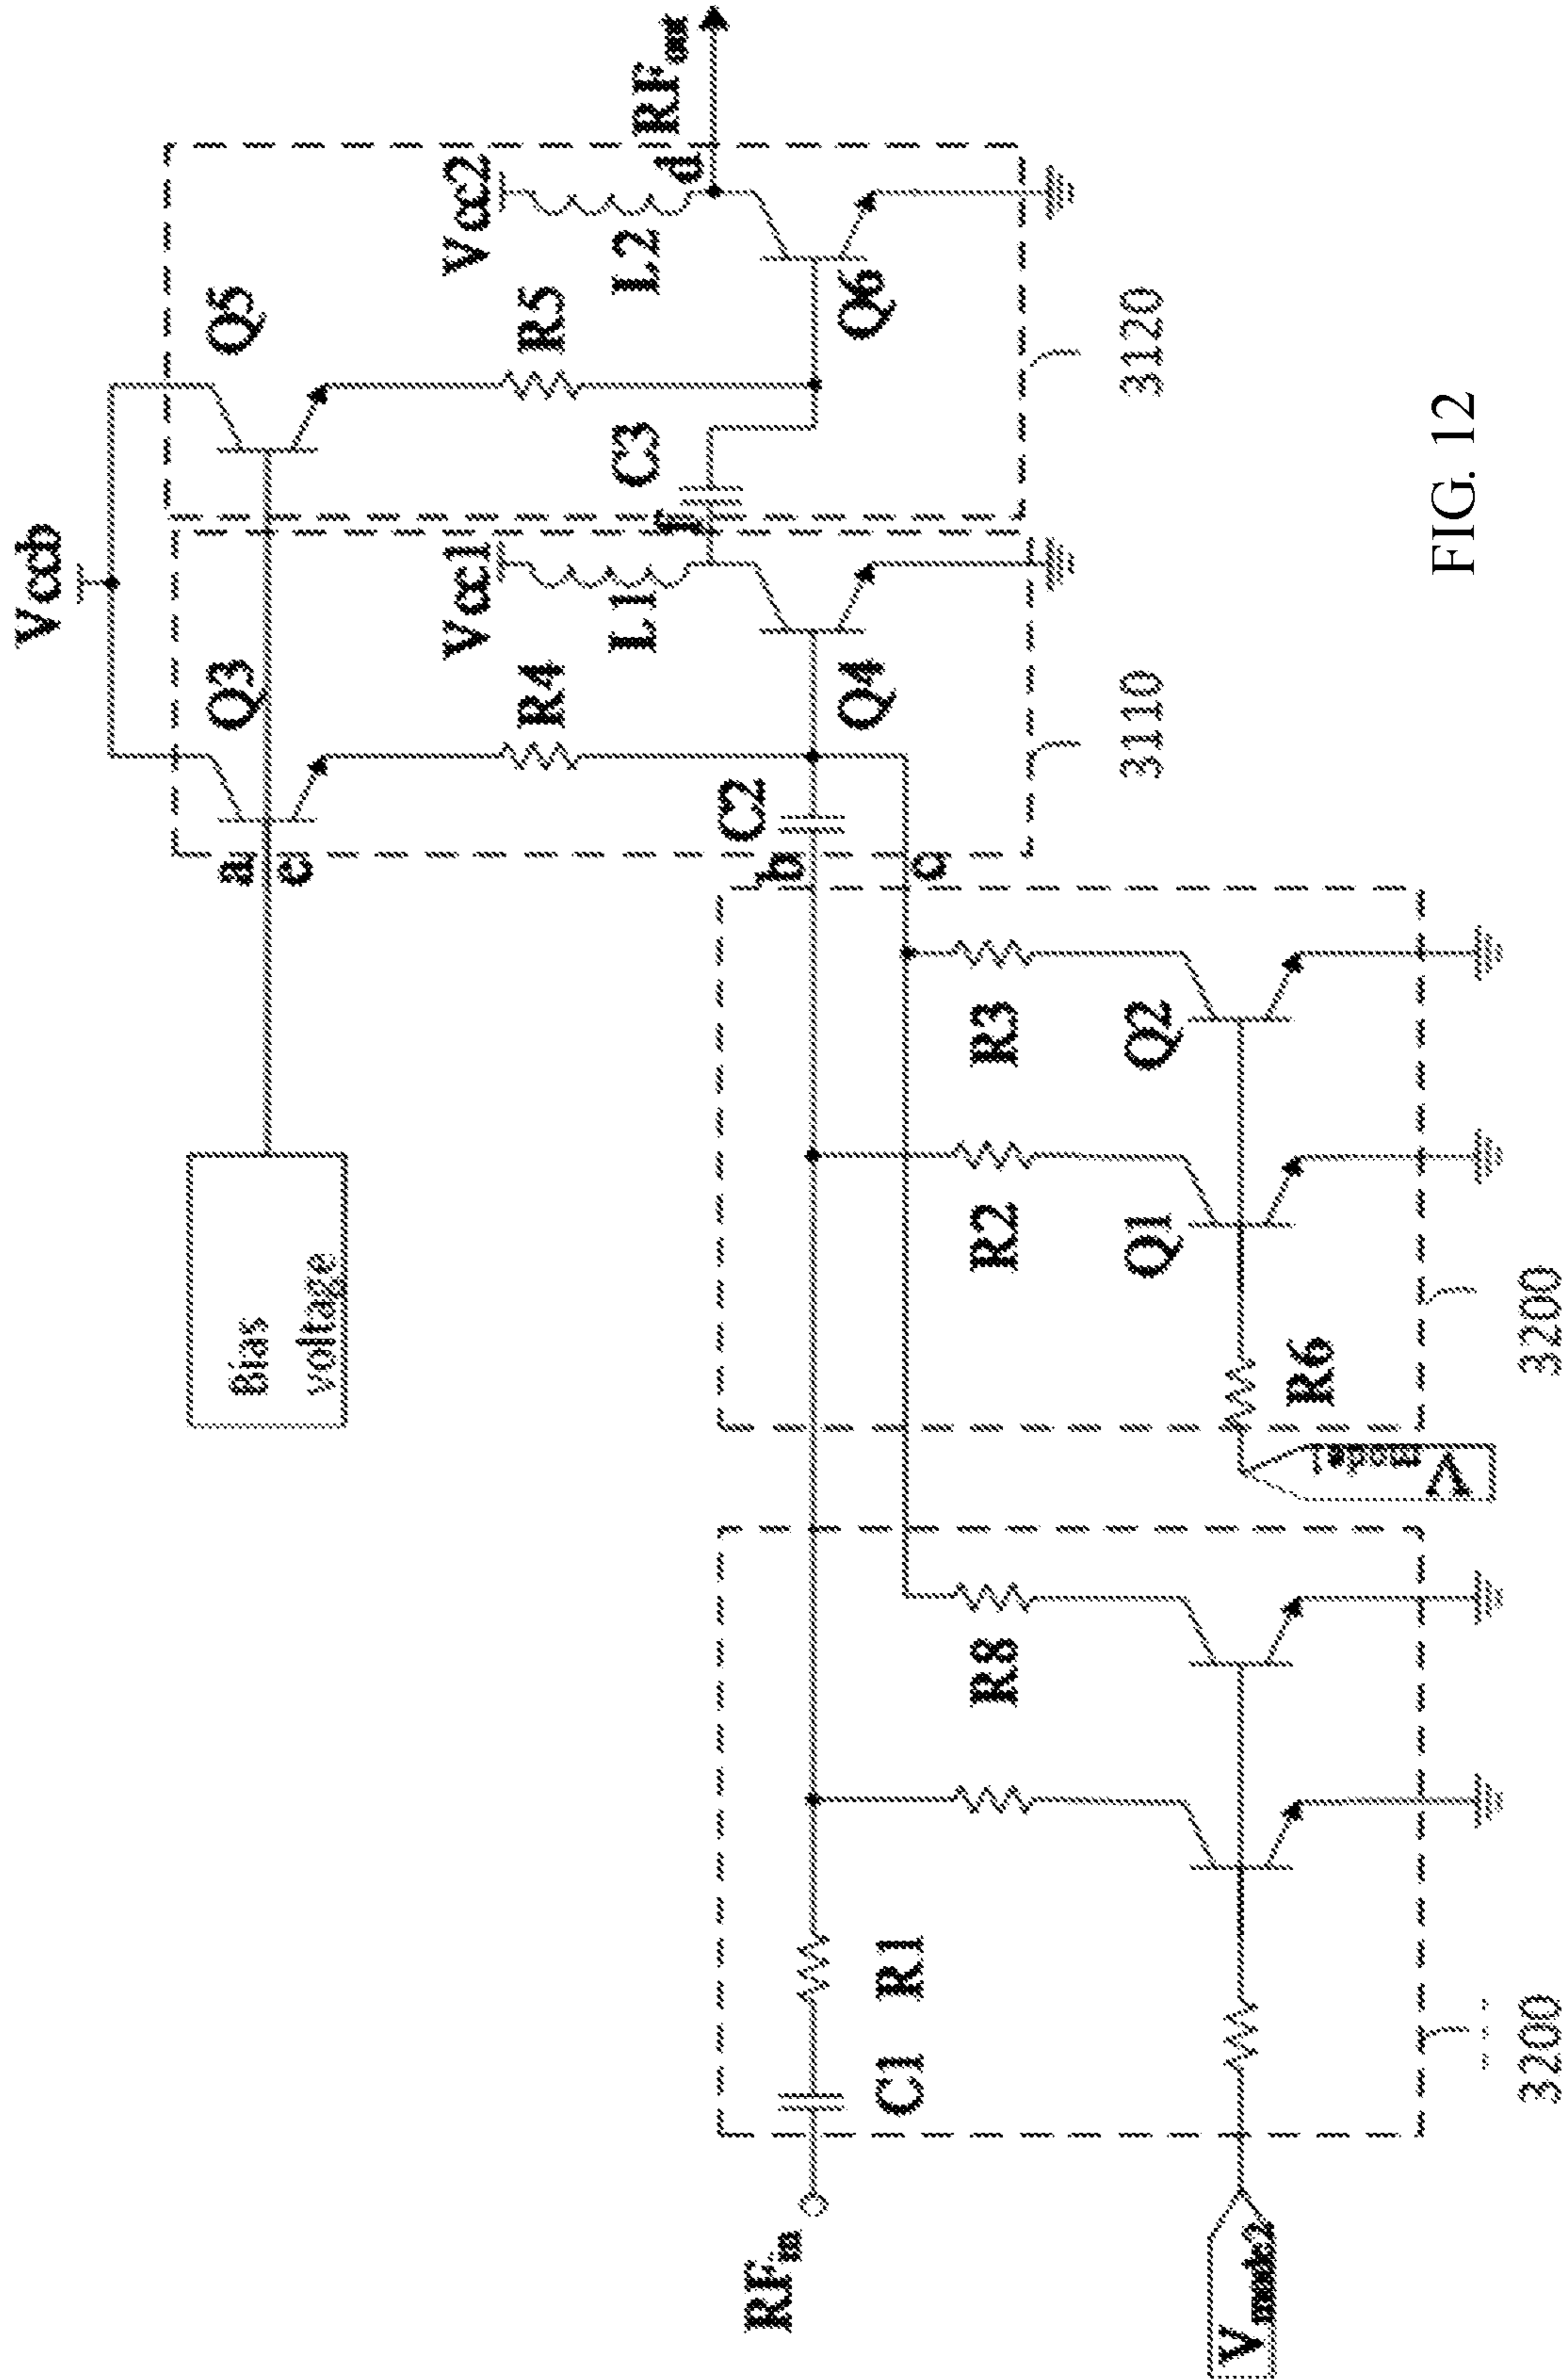 Vccb
Q3
Q5
Bias
voltage
a
e
R4
R5
Vcc1
Vcc2
L1
L2
RFout
d
f
C3
C2
b
c
Q4
Q6
3110
3120
RFin
C1
R1
R8
R2
R3
Q1
Q2
R6
Vmode1
Vmode2
3200
3200
FIG. 12